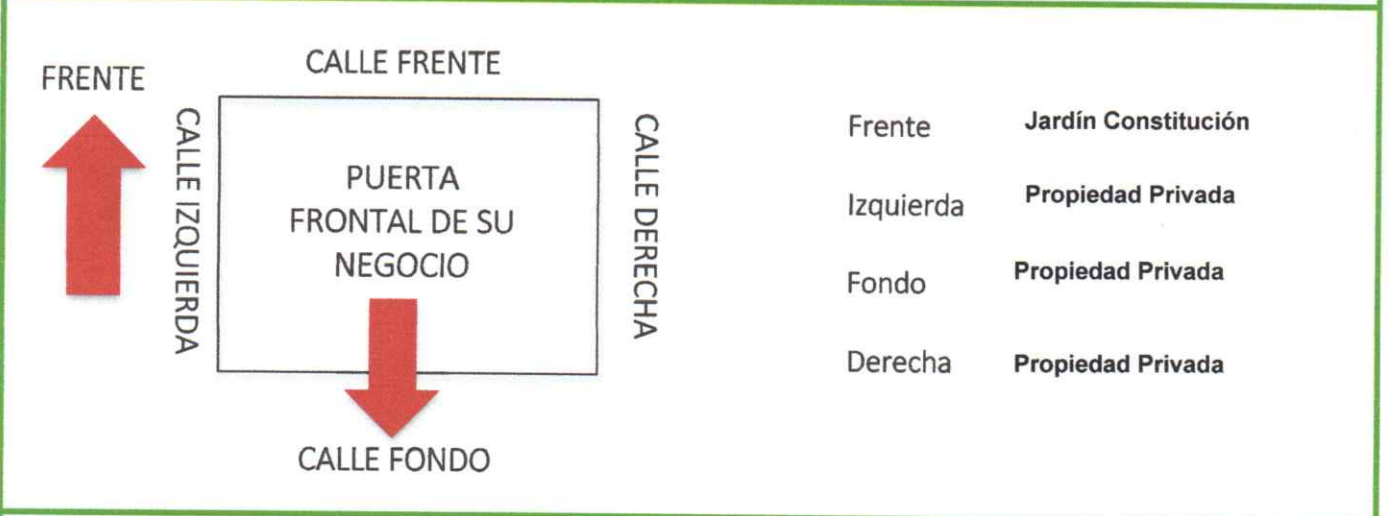 FRENTE
CALLE FRENTE
CALLE IZQUIERDA
PUERTA
FRONTAL DE SU
NEGOCIO
CALLE DERECHA
CALLE FONDO
Frente Jardín Constitución
Izquierda Propiedad Privada
Fondo Propiedad Privada
Derecha Propiedad Privada